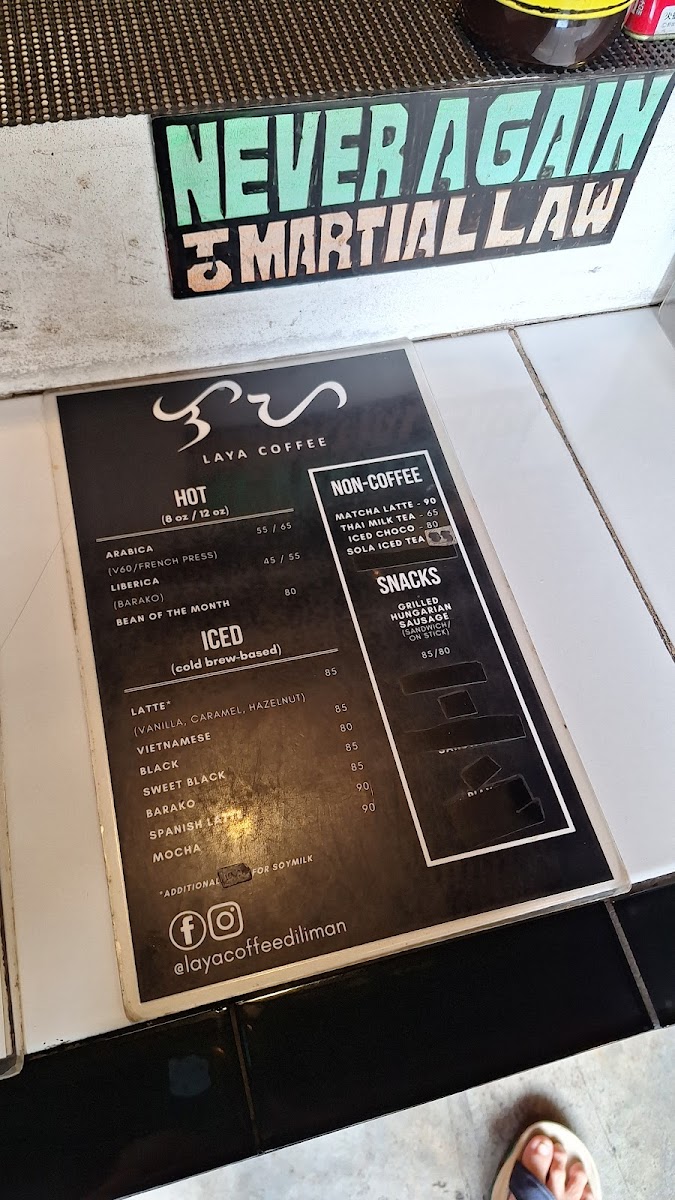 NEVER AGAIN
TO MARTIAL LAW
ᜎᜌ
LAYA COFFEE
HOT
(8 oz / 12 oz)
ARABICA 55 / 65
(V60/FRENCH PRESS)
LIBERICA 45 / 55
(BARAKO)
BEAN OF THE MONTH 80
ICED
(cold brew-based)
LATTE* 85
(VANILLA, CARAMEL, HAZELNUT)
VIETNAMESE 85
BLACK 80
SWEET BLACK 85
BARAKO 85
SPANISH LATTE 90
MOCHA 90
*ADDITIONAL FOR SOYMILK
@layacoffeediliman
NON-COFFEE
MATCHA LATTE - 90
THAI MILK TEA - 65
ICED CHOCO - 80
SOLA ICED TEA
SNACKS
GRILLED
HUNGARIAN
SAUSAGE
(SANDWICH/
ON STICK)
85/80